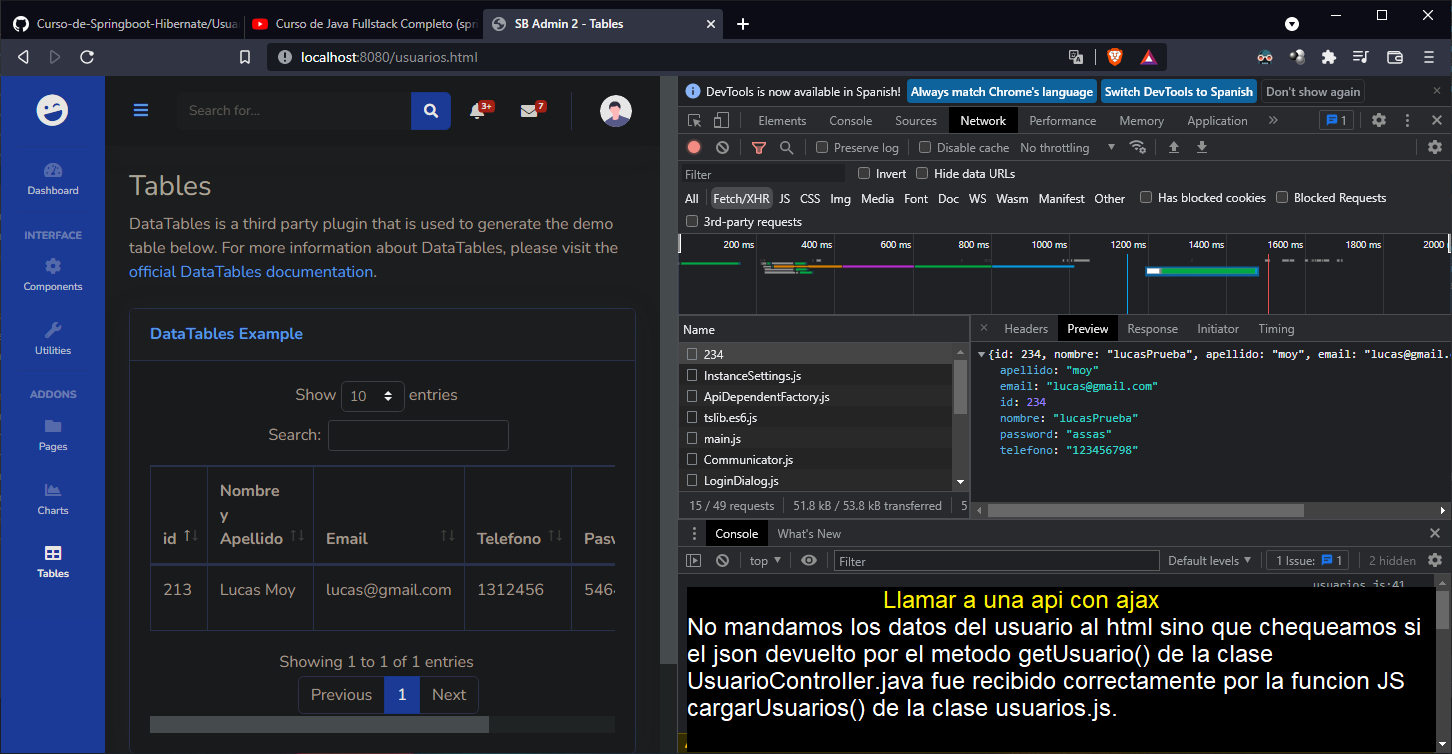 Curso-de-Springboot-Hibernate/Usua
Curso de Java Fullstack Completo (spri
SB Admin 2 - Tables
localhost:8080/usuarios.html
Search for...
3+
7
Dashboard
INTERFACE
Components
Utilities
ADDONS
Pages
Charts
Tables
Tables
DataTables is a third party plugin that is used to generate the demo
table below. For more information about DataTables, please visit the
official DataTables documentation.
DataTables Example
Show 10 entries
Search:
id
Nombre
y
Apellido
Email
Telefono
213
Lucas Moy
lucas@gmail.com
1312456
Showing 1 to 1 of 1 entries
Previous 1 Next
DevTools is now available in Spanish! Always match Chrome's language Switch DevTools to Spanish Don't show again
Elements Console Sources Network Performance Memory Application 1
Preserve log Disable cache No throttling
Filter Invert Hide data URLs
All Fetch/XHR JS CSS Img Media Font Doc WS Wasm Manifest Other Has blocked cookies Blocked Requests
3rd-party requests
200 ms 400 ms 600 ms 800 ms 1000 ms 1200 ms 1400 ms 1600 ms 1800 ms 2000
Name
234
InstanceSettings.js
ApiDependentFactory.js
tslib.es6.js
main.js
Communicator.js
LoginDialog.js
15 / 49 requests 51.8 kB / 53.8 kB transferred 5
Headers Preview Response Initiator Timing
{id: 234, nombre: "lucasPrueba", apellido: "moy", email: "lucas@gmail.
apellido: "moy"
email: "lucas@gmail.com"
id: 234
nombre: "lucasPrueba"
password: "assas"
telefono: "123456798"
Console What's New
top Filter Default levels 1 Issue: 1 2 hidden
usuarios.js:41
Llamar a una api con ajax
No mandamos los datos del usuario al html sino que chequeamos si
el json devuelto por el metodo getUsuario() de la clase
UsuarioController.java fue recibido correctamente por la funcion JS
cargarUsuarios() de la clase usuarios.js.